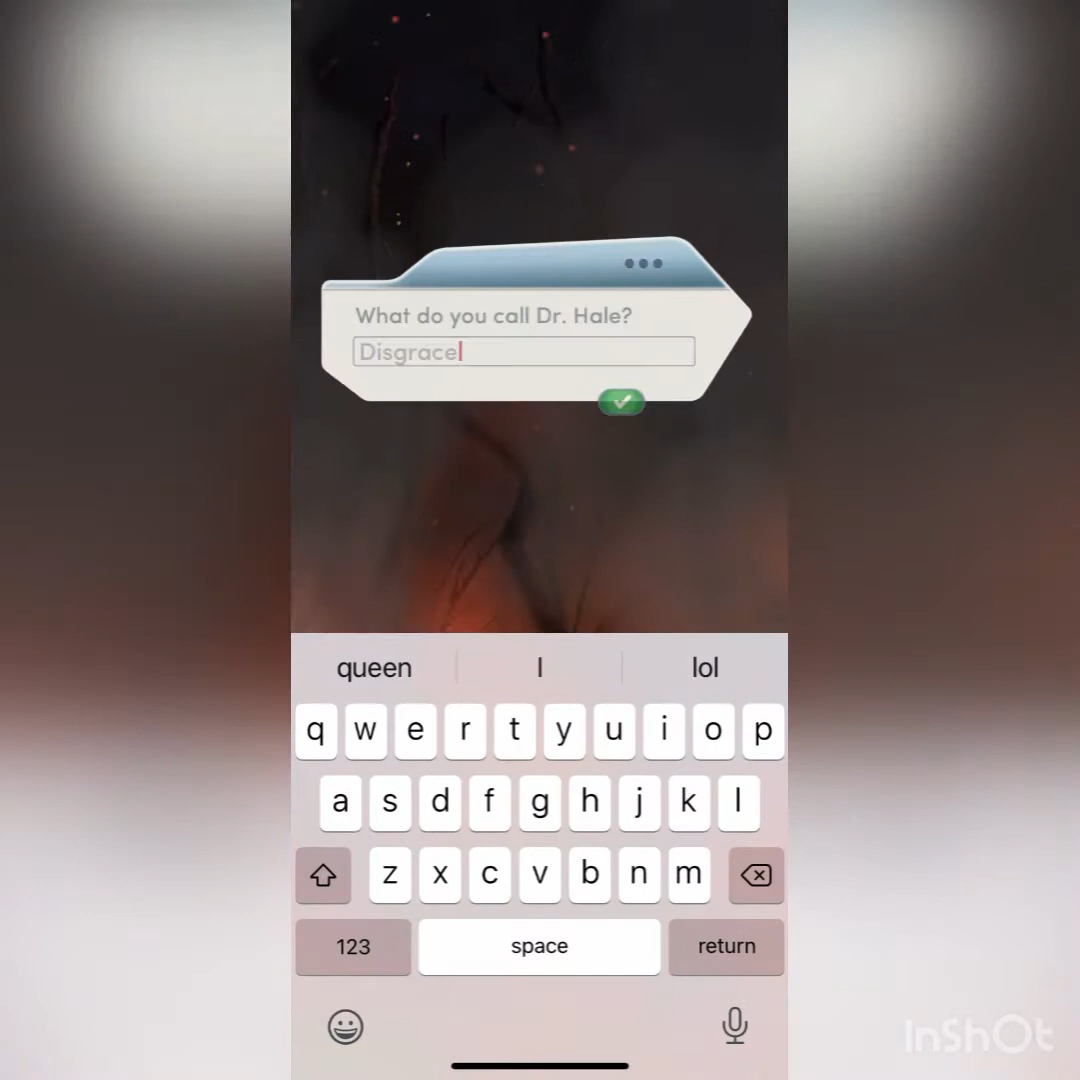 What do you call Dr. Hale?
Disgrace
queen I lol
q w e r t y u i o p
a s d f g h j k l
z x c v b n m
123 space return
InShOt